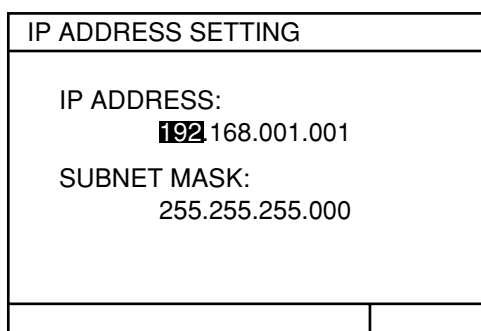 IP ADDRESS SETTING
IP ADDRESS:
192.168.001.001
SUBNET MASK:
255.255.255.000